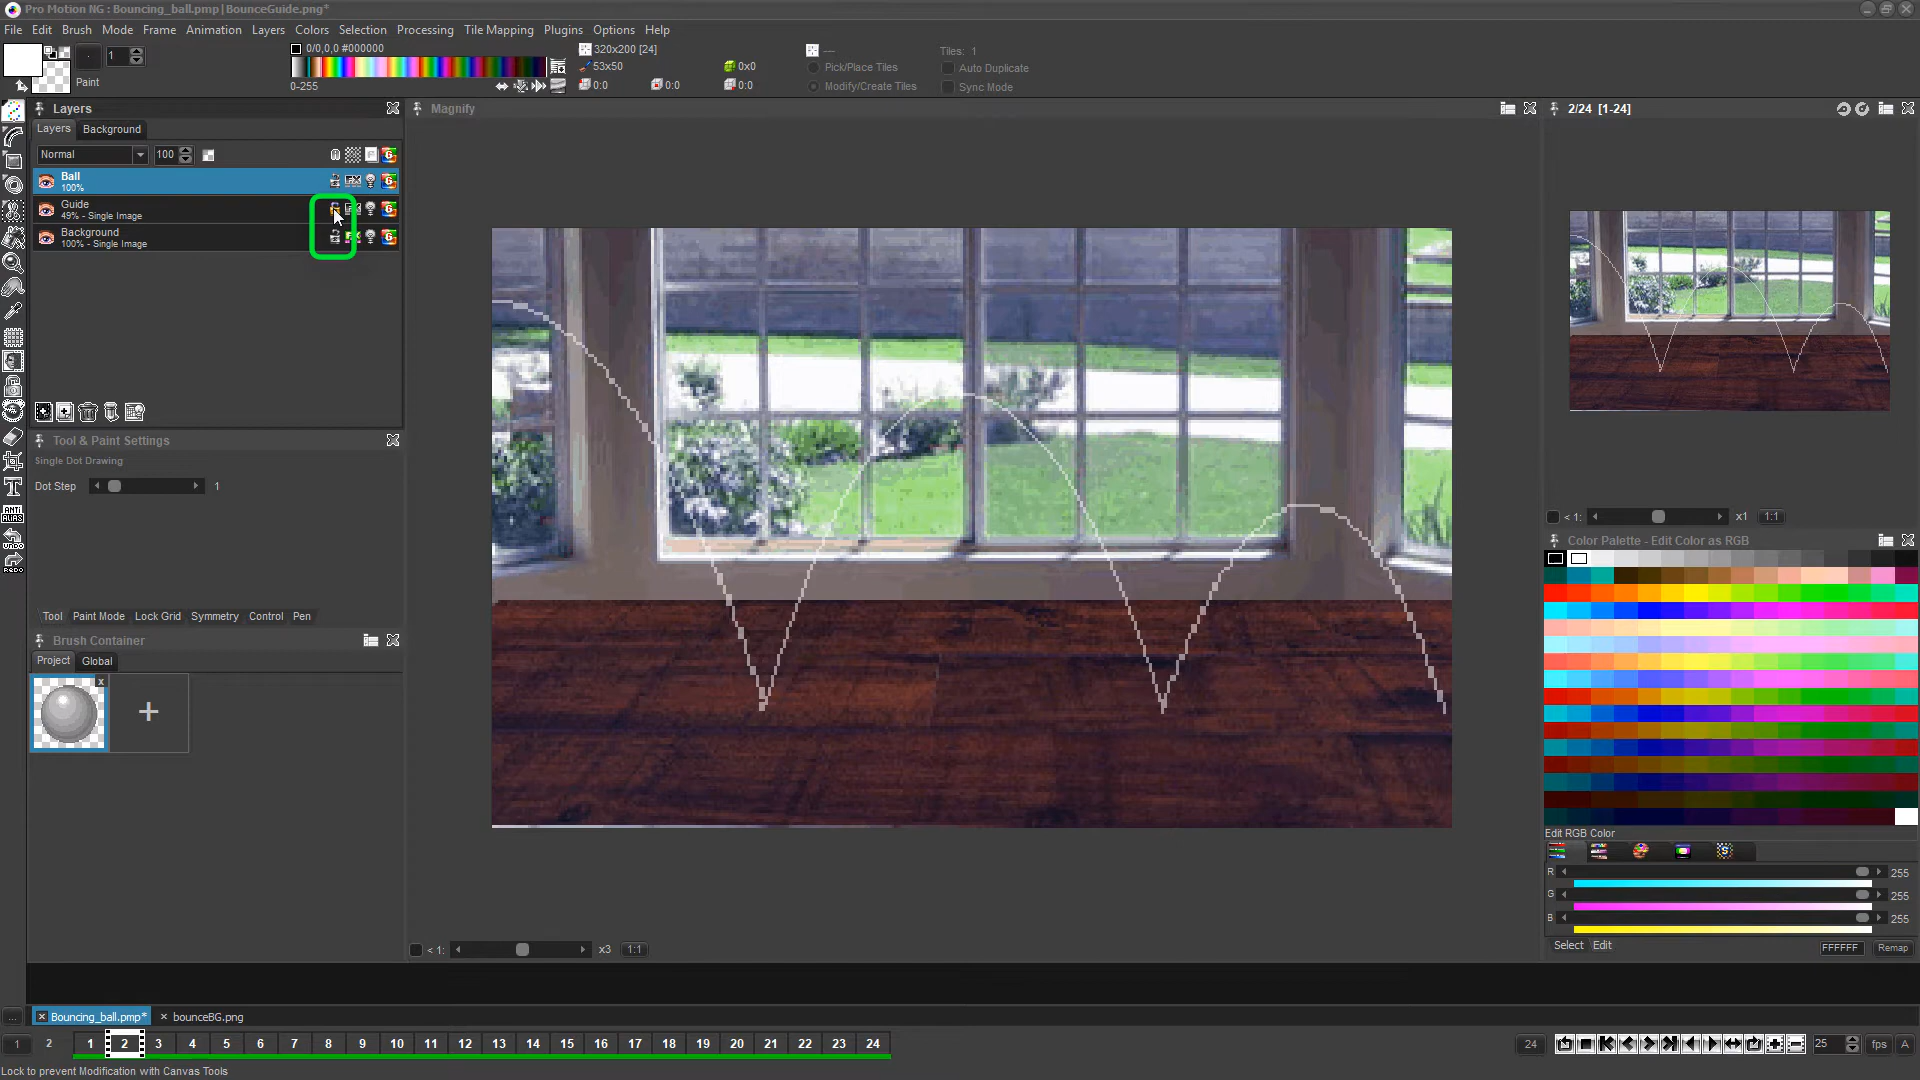 Pro Motion NG : Bouncing_ball.pmp|BounceGuide.png*
File Edit Brush Mode Frame Animation Layers Colors Selection Processing Tile Mapping Plugins Options Help
1
Paint
0/0,0,0 #000000
0-255
320x200 [24]
53x50
0x0
0:0
0:0
0:0
---
Pick/Place Tiles
Modify/Create Tiles
Tiles: 1
Auto Duplicate
Sync Mode
Layers
Layers Background
Normal 100
Ball
100%
Guide
49% - Single Image
Background
100% - Single Image
Tool & Paint Settings
Single Dot Drawing
Dot Step 1
Tool Paint Mode Lock Grid Symmetry Control Pen
Brush Container
Project Global
x
+
T
ANTI
ALIAS
UNDO
REDO
Magnify
< 1: x3 1:1
2/24 [1-24]
< 1: x1 1:1
Color Palette - Edit Color as RGB
Edit RGB Color
R 255
G 255
B 255
Select Edit FFFFFF Remap
... Bouncing_ball.pmp* bounceBG.png
1 2 1 2 3 4 5 6 7 8 9 10 11 12 13 14 15 16 17 18 19 20 21 22 23 24 24 25 fps A
Lock to prevent Modification with Canvas Tools